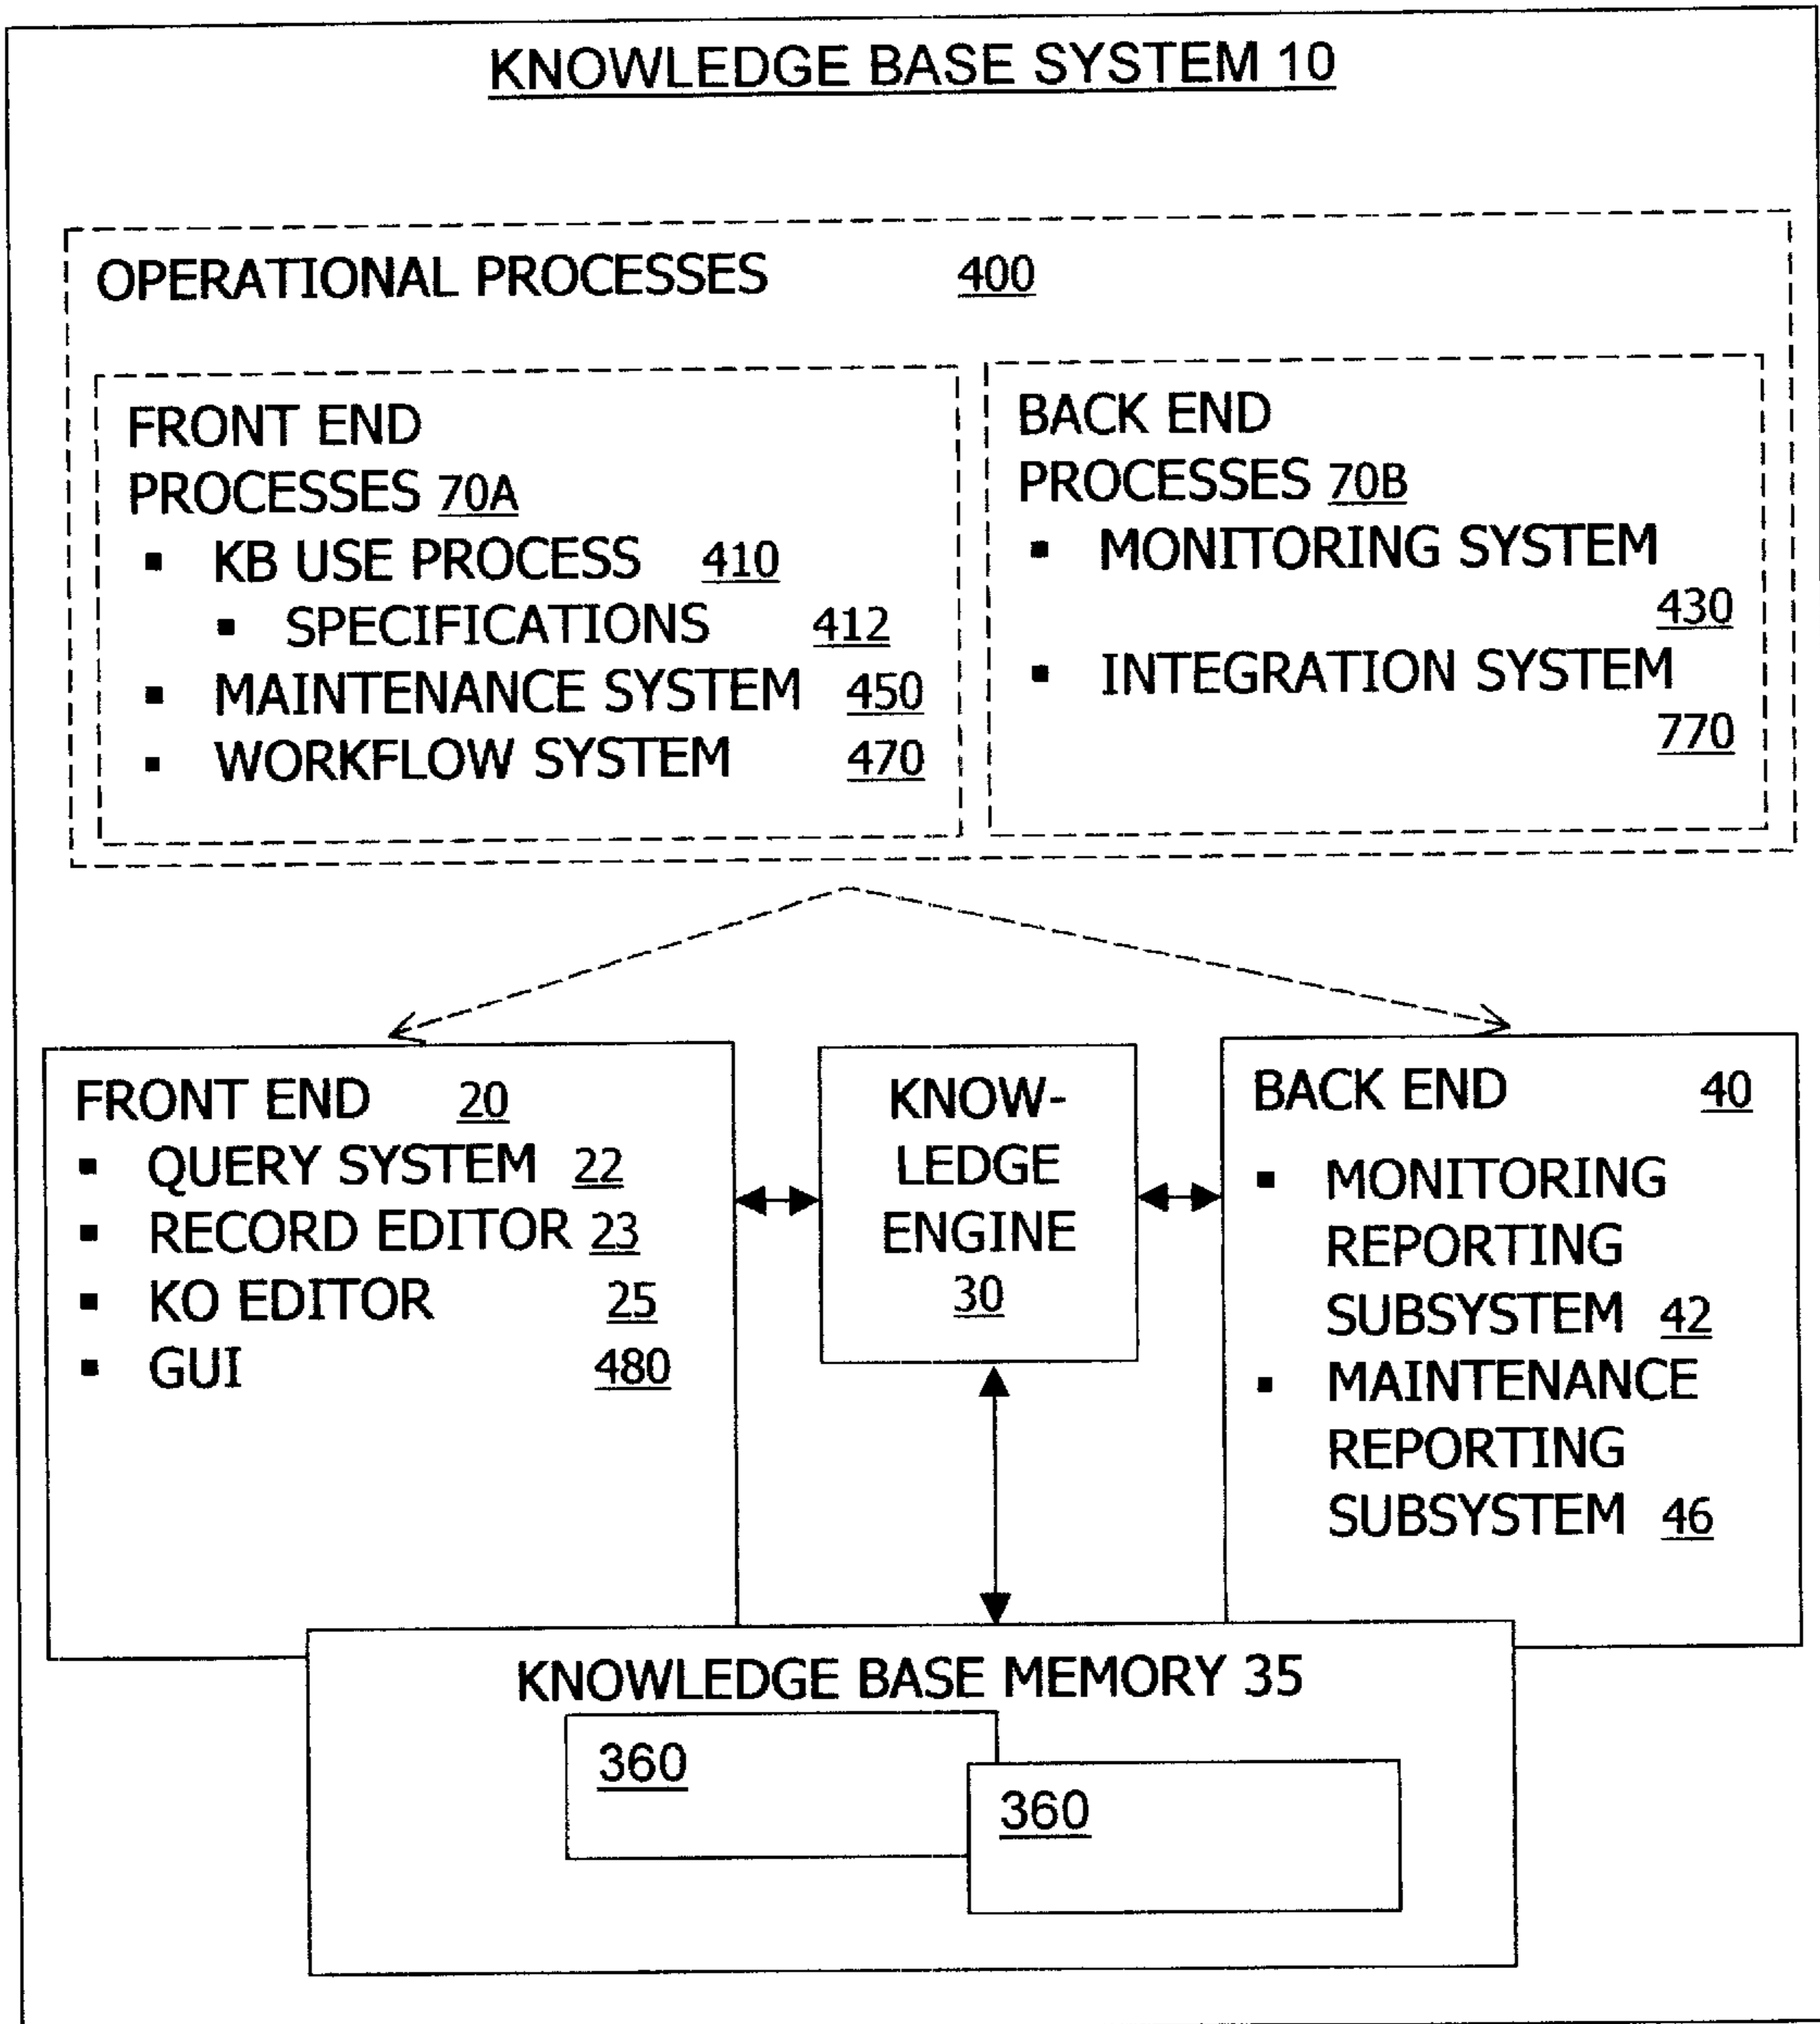 KNOWLEDGE BASE SYSTEM 10
OPERATIONAL PROCESSES 400
FRONT END
PROCESSES 70A
▪ KB USE PROCESS 410
▪ SPECIFICATIONS 412
▪ MAINTENANCE SYSTEM 450
▪ WORKFLOW SYSTEM 470
BACK END
PROCESSES 70B
▪ MONITORING SYSTEM
430
▪ INTEGRATION SYSTEM
770
FRONT END 20
▪ QUERY SYSTEM 22
▪ RECORD EDITOR 23
▪ KO EDITOR 25
▪ GUI 480
KNOW-
LEDGE
ENGINE
30
BACK END 40
▪ MONITORING
REPORTING
SUBSYSTEM 42
▪ MAINTENANCE
REPORTING
SUBSYSTEM 46
KNOWLEDGE BASE MEMORY 35
360
360